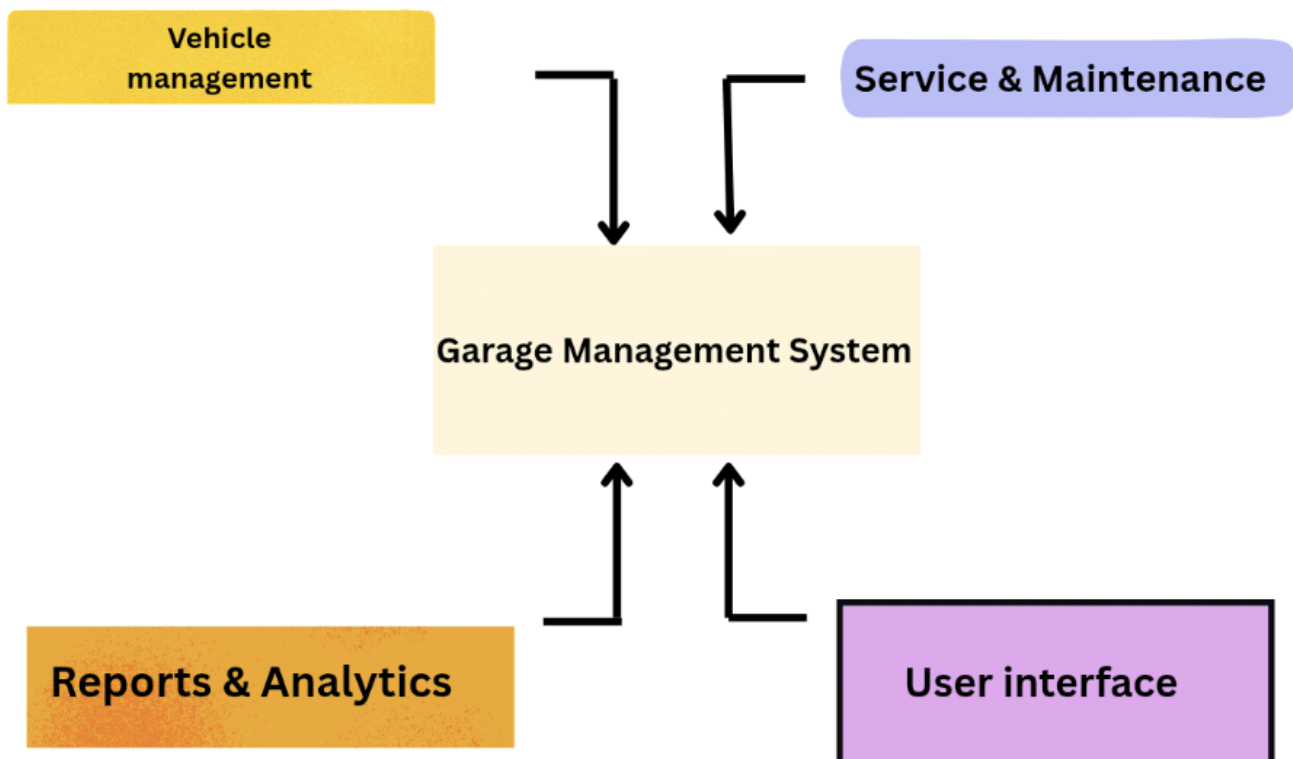 Vehicle
management
Service & Maintenance
Garage Management System
Reports & Analytics
User interface